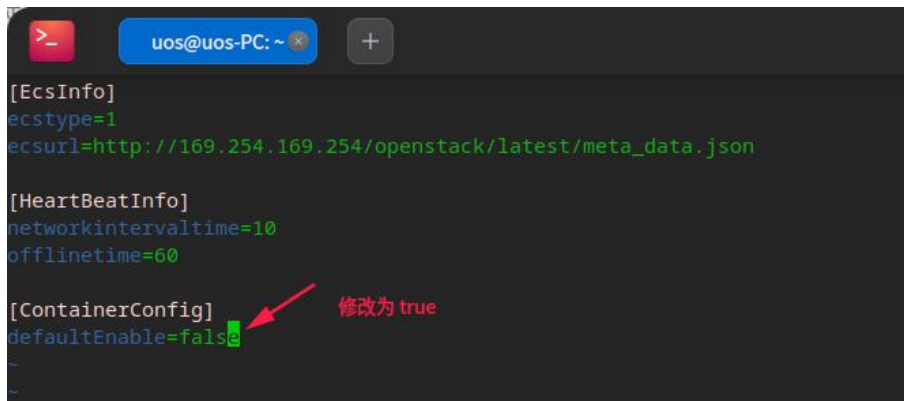 >_
uos@uos-PC: ~
[EcsInfo]
ecstype=1
ecsurl=http://169.254.169.254/openstack/latest/meta_data.json
[HeartBeatInfo]
networkintervaltime=10
offlinetime=60
[ContainerConfig]
修改为 true
defaultEnable=false
~
~